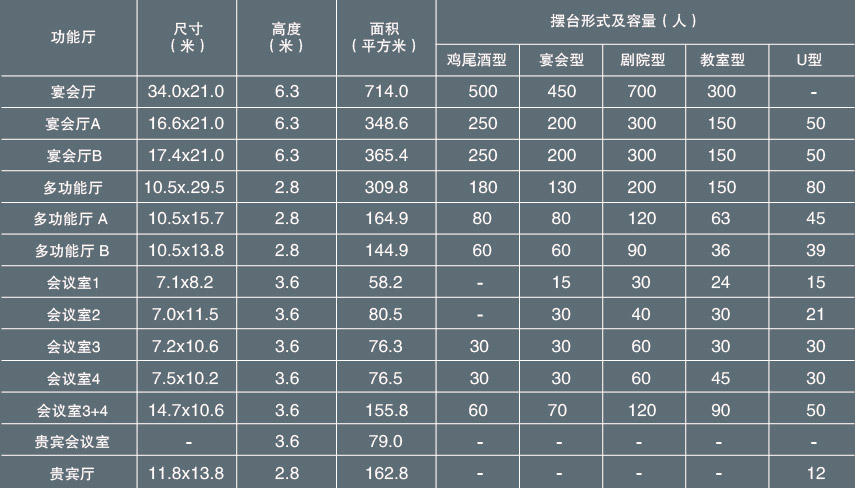 功能厅 尺寸（米） 高度（米） 面积（平方米） 摆台形式及容量（人）
鸡尾酒型 宴会型 剧院型 教室型 U型
宴会厅 34.0x21.0 6.3 714.0 500 450 700 300 -
宴会厅A 16.6x21.0 6.3 348.6 250 200 300 150 50
宴会厅B 17.4x21.0 6.3 365.4 250 200 300 150 50
多功能厅 10.5x.29.5 2.8 309.8 180 130 200 150 80
多功能厅 A 10.5x15.7 2.8 164.9 80 80 120 63 45
多功能厅 B 10.5x13.8 2.8 144.9 60 60 90 36 39
会议室1 7.1x8.2 3.6 58.2 - 15 30 24 15
会议室2 7.0x11.5 3.6 80.5 - 30 40 30 21
会议室3 7.2x10.6 3.6 76.3 30 30 60 30 30
会议室4 7.5x10.2 3.6 76.5 30 30 60 45 30
会议室3+4 14.7x10.6 3.6 155.8 60 70 120 90 50
贵宾会议室 - 3.6 79.0 - - - - -
贵宾厅 11.8x13.8 2.8 162.8 - - - - 12